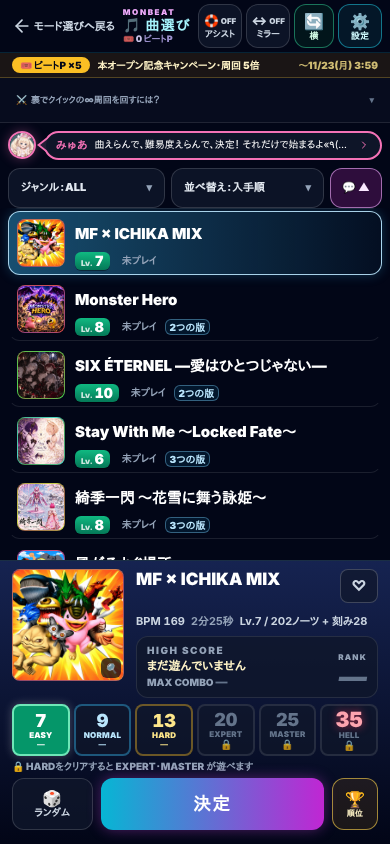 ← モード選びへ戻る
MONBEAT
🎵 曲選び
🎟 0 ビートP
🛟 OFF
アシスト
↔ OFF
ミラー
🔄
横
⚙️
設定
🎟 ビートP ×5 本オープン記念キャンペーン・周回 5倍 〜11/23(月) 3:59
⚔️ 裏でクイックの∞周回を回すには? ▼
みゅあ 曲えらんで、難易度えらんで、決定! それだけで始まるよ«٩(... ›
ジャンル:ALL ▼
並べ替え:入手順 ▼
💬 ▲
MF × ICHIKA MIX
Lv. 7 未プレイ
Monster Hero
Lv. 8 未プレイ 2つの版
SIX ÉTERNEL ―愛はひとつじゃない―
Lv. 10 未プレイ 2つの版
Stay With Me 〜Locked Fate〜
Lv. 6 未プレイ 3つの版
綺季一閃 〜花雪に舞う詠姫〜
Lv. 8 未プレイ 3つの版
MF × ICHIKA MIX
♡
BPM 169 2分25秒 Lv.7 / 202ノーツ + 刻み28
HIGH SCORE
まだ遊んでいません
MAX COMBO —
RANK
—
7
EASY
—
9
NORMAL
—
13
HARD
—
20
EXPERT
🔒
25
MASTER
🔒
35
HELL
🔒
🔒 HARDをクリアすると EXPERT・MASTER が遊べます
🎲
ランダム
決定
🏆
順位